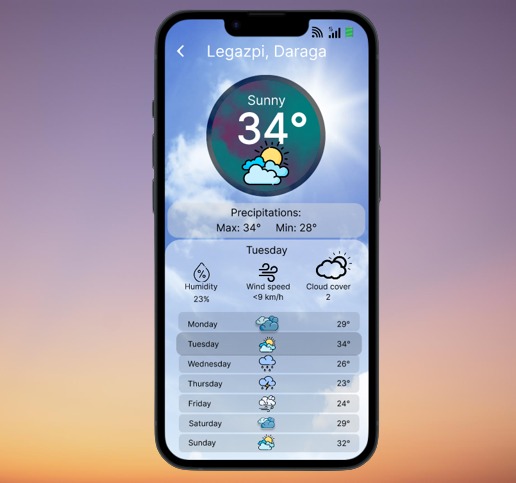 Legazpi, Daraga
Sunny
34°
Precipitations:
Max: 34° Min: 28°
Tuesday
Humidity Wind speed Cloud cover
23% <9 km/h 2
Monday 29°
Tuesday 34°
Wednesday 26°
Thursday 23°
Friday 24°
Saturday 29°
Sunday 32°